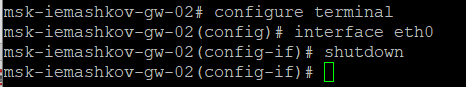 msk-iemashkov-gw-02# configure terminal
msk-iemashkov-gw-02(config)# interface eth0
msk-iemashkov-gw-02(config-if)# shutdown
msk-iemashkov-gw-02(config-if)#